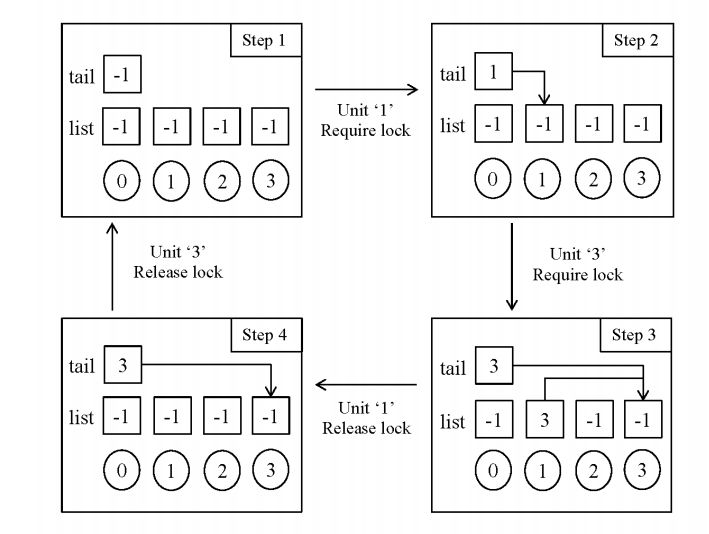 Step 1
tail -1
list -1 -1 -1 -1
0 1 2 3
Unit ‘1’
Require lock
Step 2
tail 1
list -1 -1 -1 -1
0 1 2 3
Unit ‘3’
Release lock
Unit ‘3’
Require lock
Step 4
tail 3
list -1 -1 -1 -1
0 1 2 3
Unit ‘1’
Release lock
Step 3
tail 3
list -1 3 -1 -1
0 1 2 3